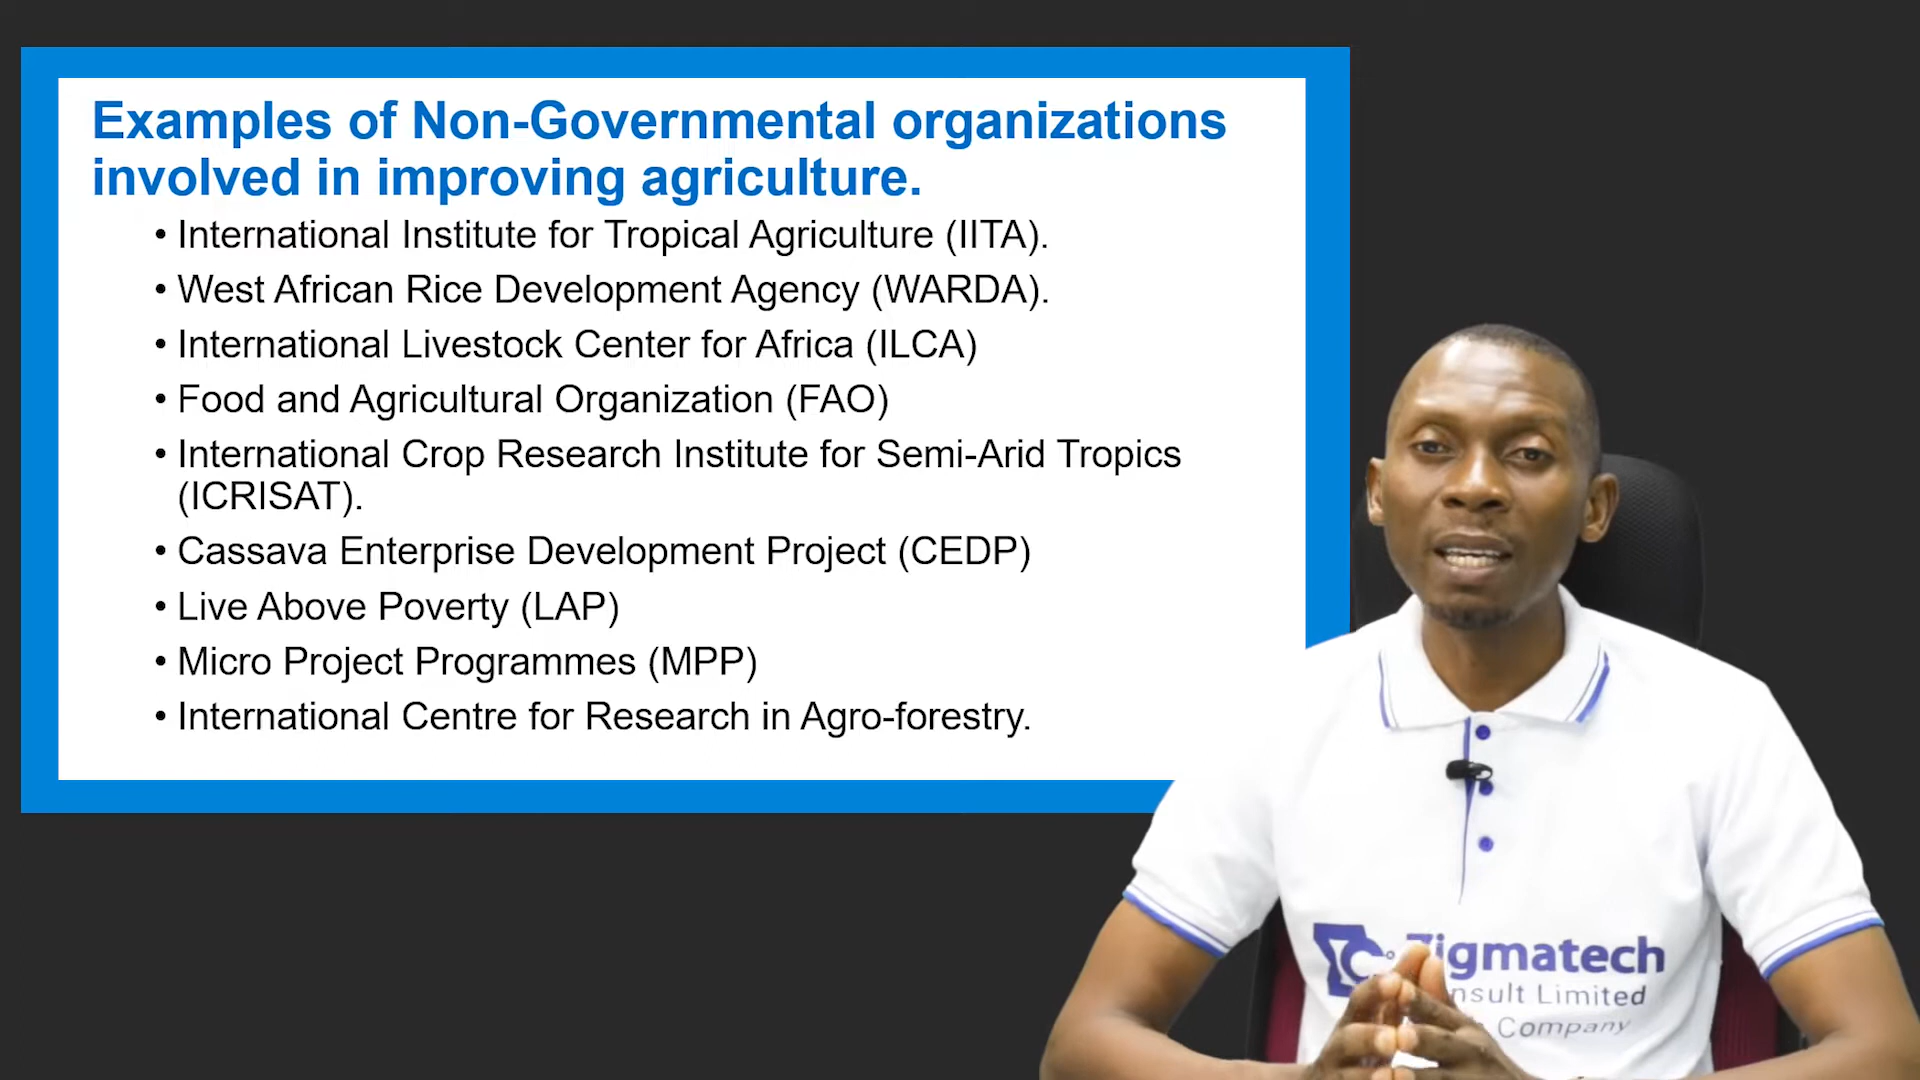 Examples of Non-Governmental organizations
involved in improving agriculture.
• International Institute for Tropical Agriculture (IITA).
• West African Rice Development Agency (WARDA).
• International Livestock Center for Africa (ILCA)
• Food and Agricultural Organization (FAO)
• International Crop Research Institute for Semi-Arid Tropics
(ICRISAT).
• Cassava Enterprise Development Project (CEDP)
• Live Above Poverty (LAP)
• Micro Project Programmes (MPP)
• International Centre for Research in Agro-forestry.
Zigmatech
Limited
Company